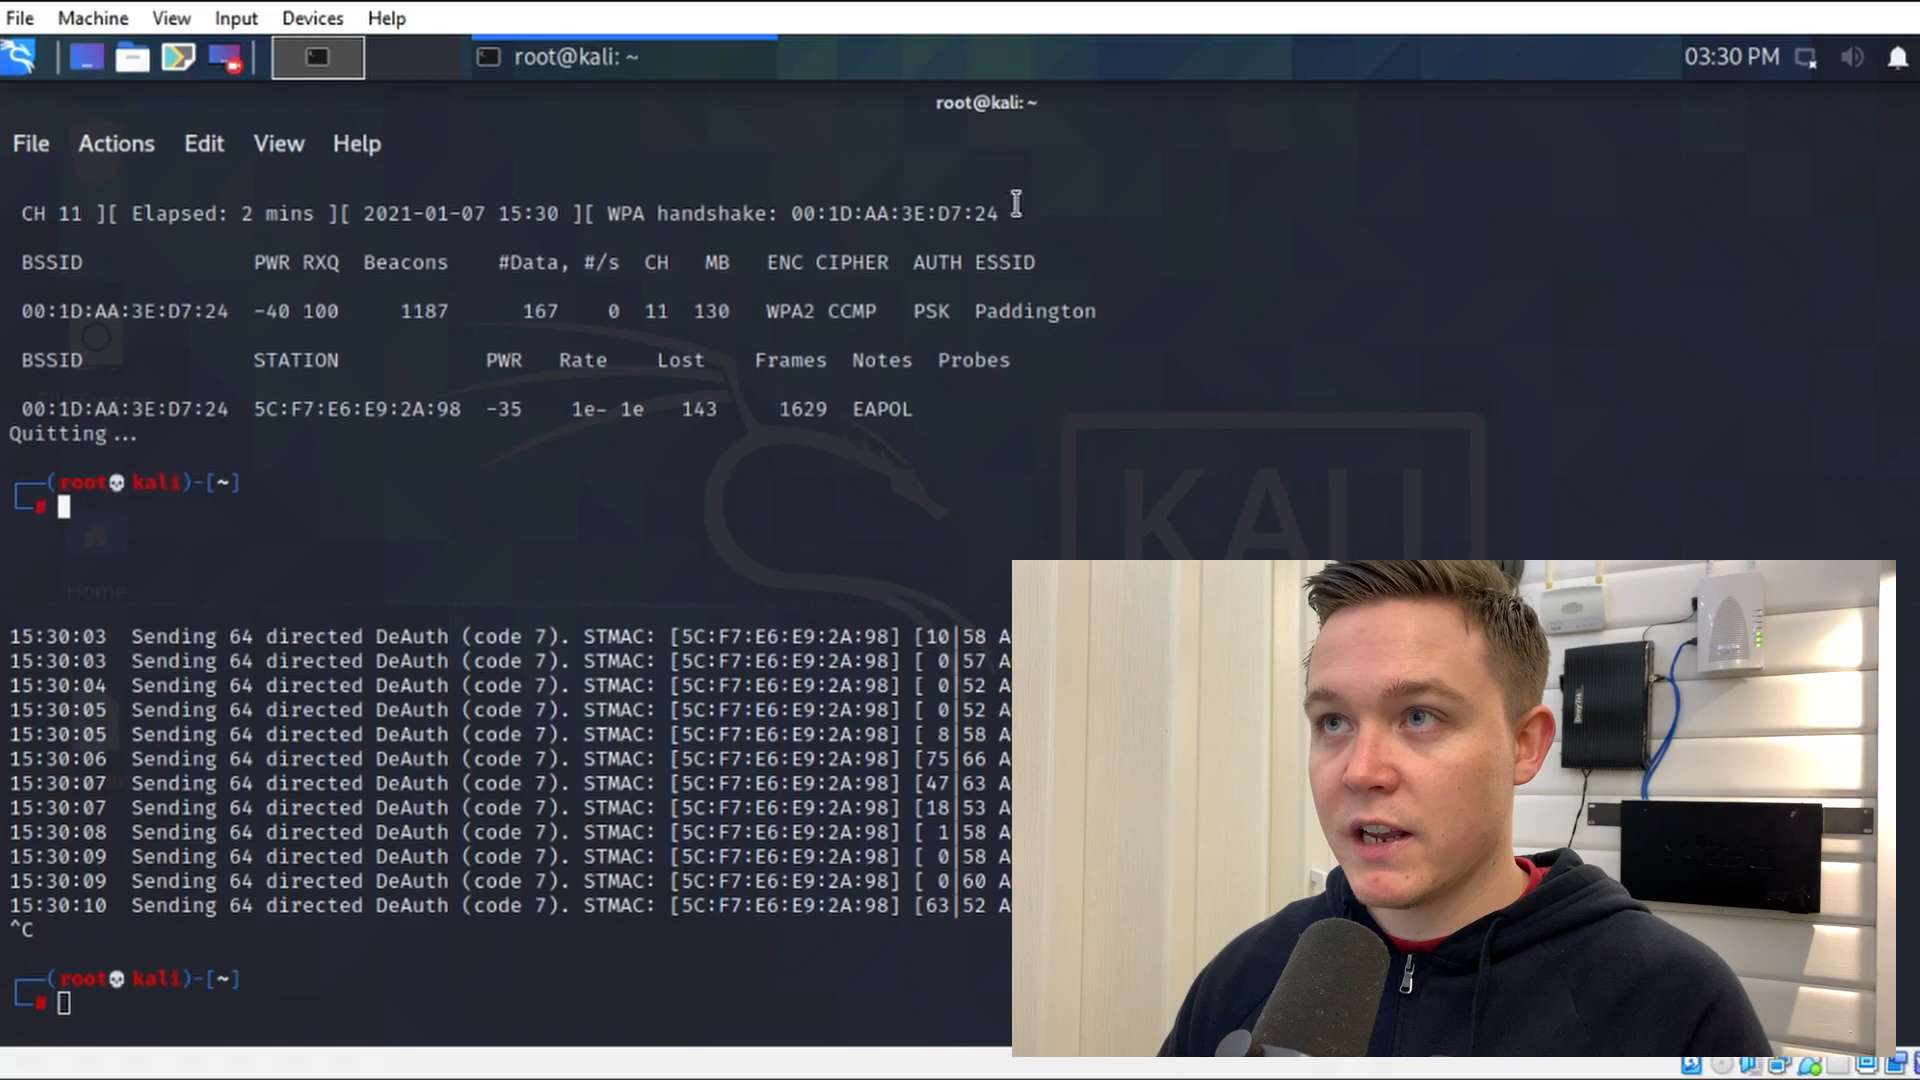 File Machine View Input Devices Help
root@kali: ~
03:30 PM
root@kali: ~
File Actions Edit View Help
CH 11 ][ Elapsed: 2 mins ][ 2021-01-07 15:30 ][ WPA handshake: 00:1D:AA:3E:D7:24
BSSID PWR RXQ Beacons #Data, #/s CH MB ENC CIPHER AUTH ESSID
00:1D:AA:3E:D7:24 -40 100 1187 167 0 11 130 WPA2 CCMP PSK Paddington
BSSID STATION PWR Rate Lost Frames Notes Probes
00:1D:AA:3E:D7:24 5C:F7:E6:E9:2A:98 -35 1e- 1e 143 1629 EAPOL
Quitting...
(root💀kali)-[~]
#
KALI
Home
15:30:03 Sending 64 directed DeAuth (code 7). STMAC: [5C:F7:E6:E9:2A:98] [10|58 A
15:30:03 Sending 64 directed DeAuth (code 7). STMAC: [5C:F7:E6:E9:2A:98] [ 0|57 A
15:30:04 Sending 64 directed DeAuth (code 7). STMAC: [5C:F7:E6:E9:2A:98] [ 0|52 A
15:30:05 Sending 64 directed DeAuth (code 7). STMAC: [5C:F7:E6:E9:2A:98] [ 0|52 A
15:30:05 Sending 64 directed DeAuth (code 7). STMAC: [5C:F7:E6:E9:2A:98] [ 8|58 A
15:30:06 Sending 64 directed DeAuth (code 7). STMAC: [5C:F7:E6:E9:2A:98] [75|66 A
15:30:07 Sending 64 directed DeAuth (code 7). STMAC: [5C:F7:E6:E9:2A:98] [47|63 A
15:30:07 Sending 64 directed DeAuth (code 7). STMAC: [5C:F7:E6:E9:2A:98] [18|53 A
15:30:08 Sending 64 directed DeAuth (code 7). STMAC: [5C:F7:E6:E9:2A:98] [ 1|58 A
15:30:09 Sending 64 directed DeAuth (code 7). STMAC: [5C:F7:E6:E9:2A:98] [ 0|58 A
15:30:09 Sending 64 directed DeAuth (code 7). STMAC: [5C:F7:E6:E9:2A:98] [ 0|60 A
15:30:10 Sending 64 directed DeAuth (code 7). STMAC: [5C:F7:E6:E9:2A:98] [63|52 A
^C
(root💀kali)-[~]
#
DrayTek